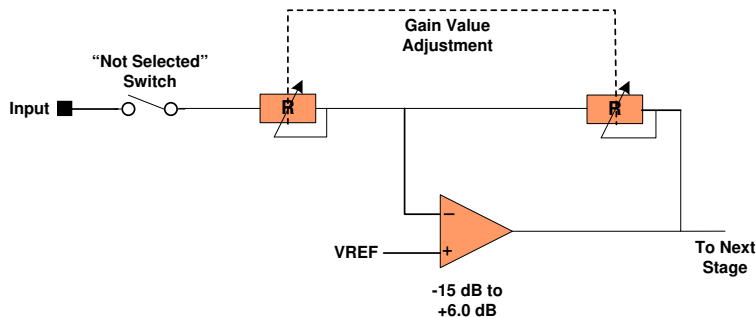 Gain Value
Adjustment
“Not Selected”
Switch
Input
R
R
−
+
VREF
To Next
Stage
-15 dB to
+6.0 dB